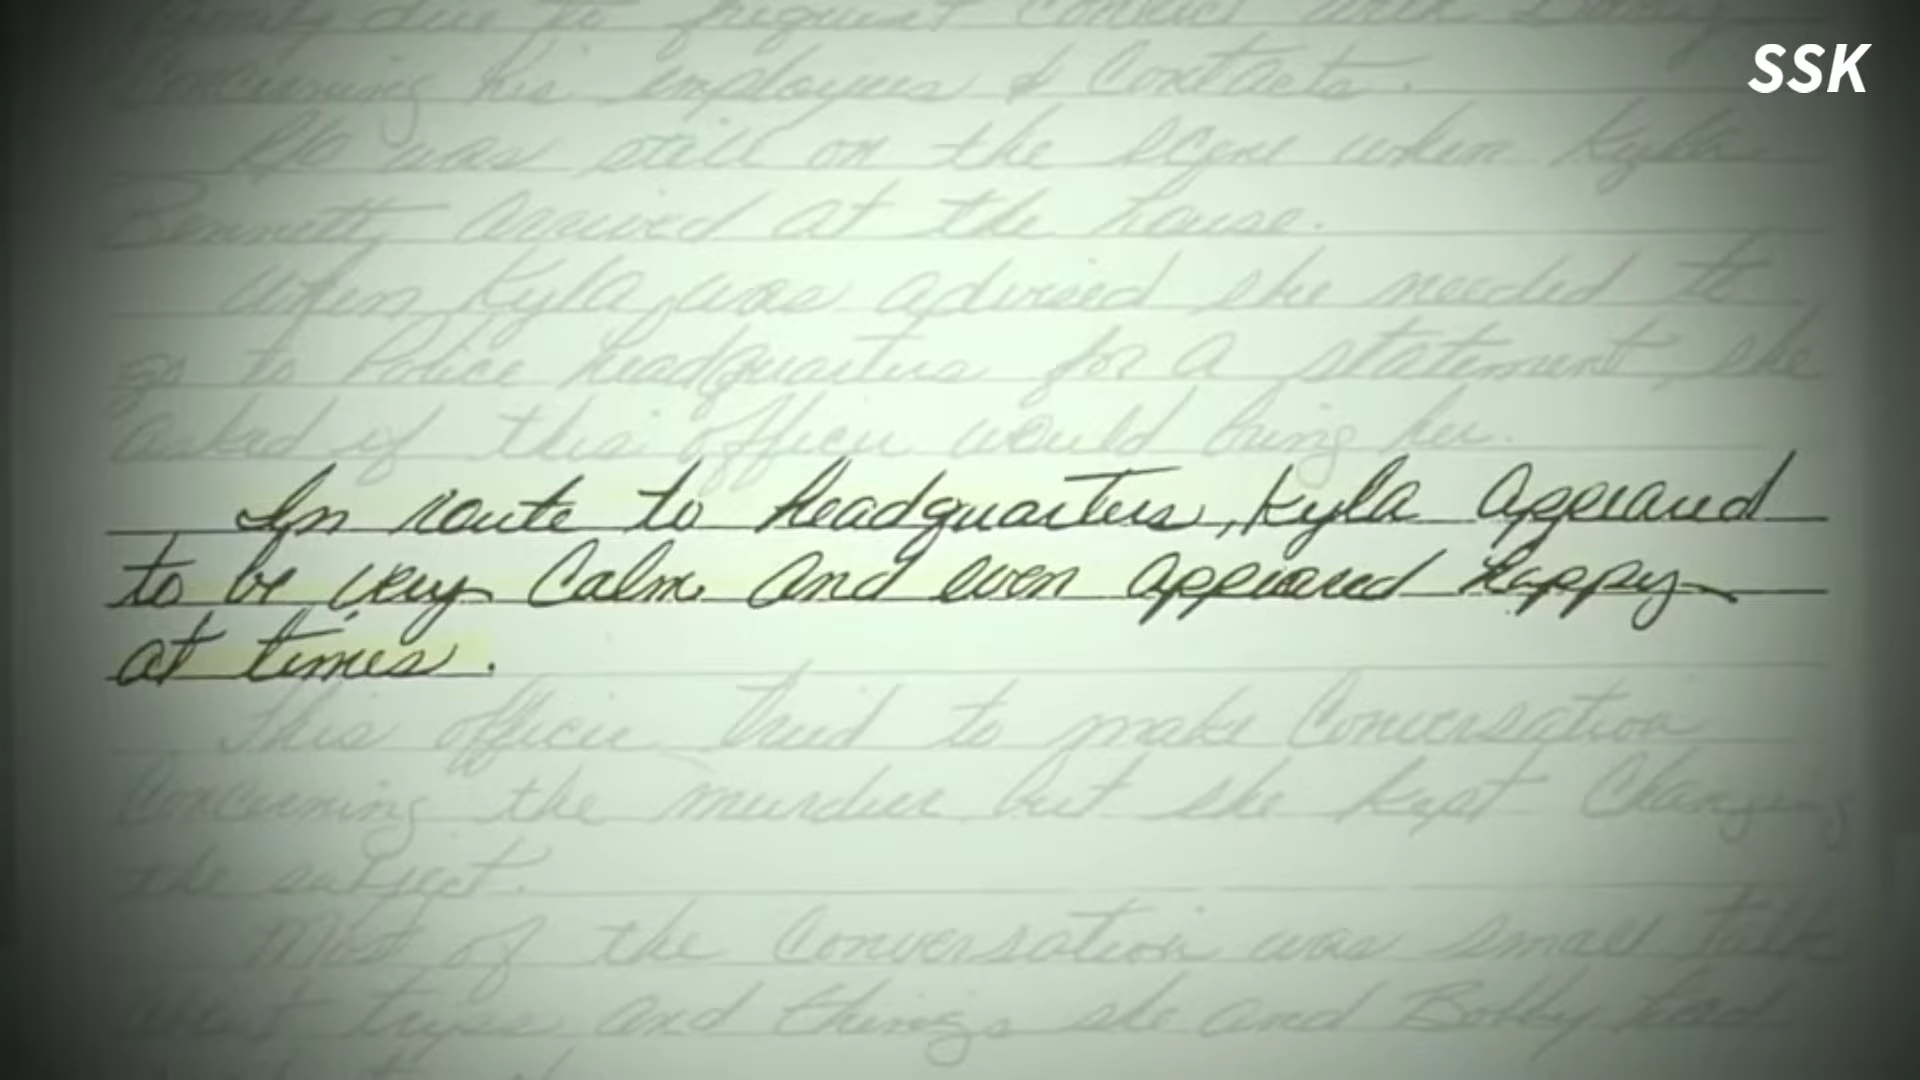 SSK
due to frequent contact with
Concerning his employees & Contacts.
He was still on the scene when Kyla
Bennett arrived at the house.
When Kyla was advised she needed to
go to Police headquarters for a statement, she
asked if this officer would bring her.
In route to headquarters, Kyla appeared
to be very Calm and even appeared happy
at times.
This officer tried to make Conversation
Concerning the murder but she kept Changing
the subject.
Most of the Conversation was small talk
about trips and things she and Bobby had